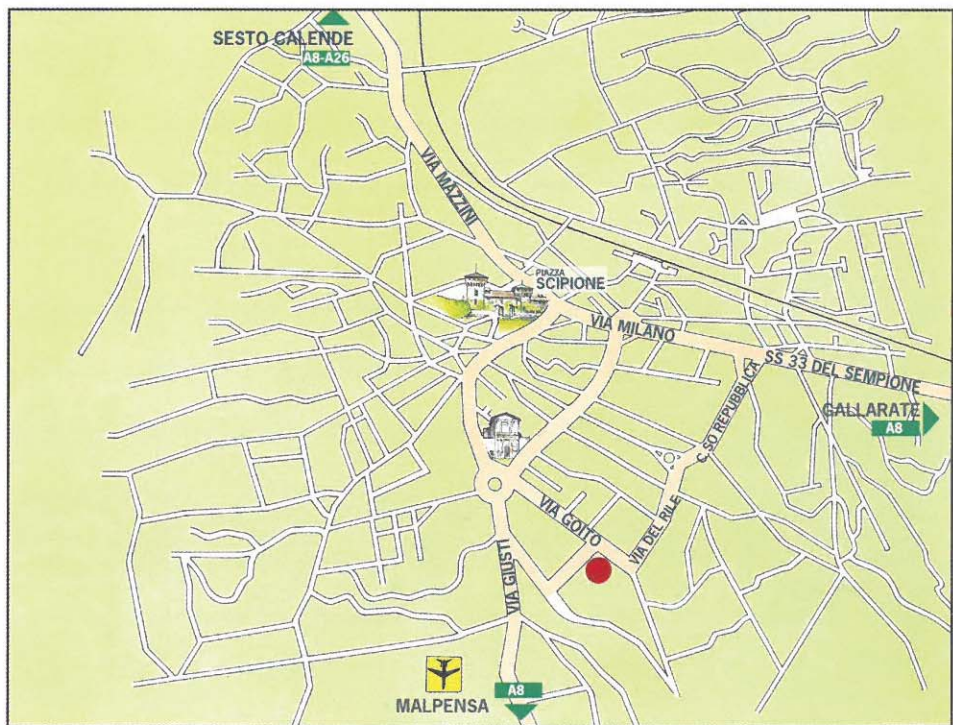 SESTO CALENDE
A8-A26
VIA MAZZINI
PIAZZA
SCIPIONE
VIA MILANO
SS 33 DEL SEMPIONE
GALLARATE
A8
C.SO REPUBBLICA
VIA GOITO
VIA DEL RILE
VIA GIUSTI
MALPENSA
A8